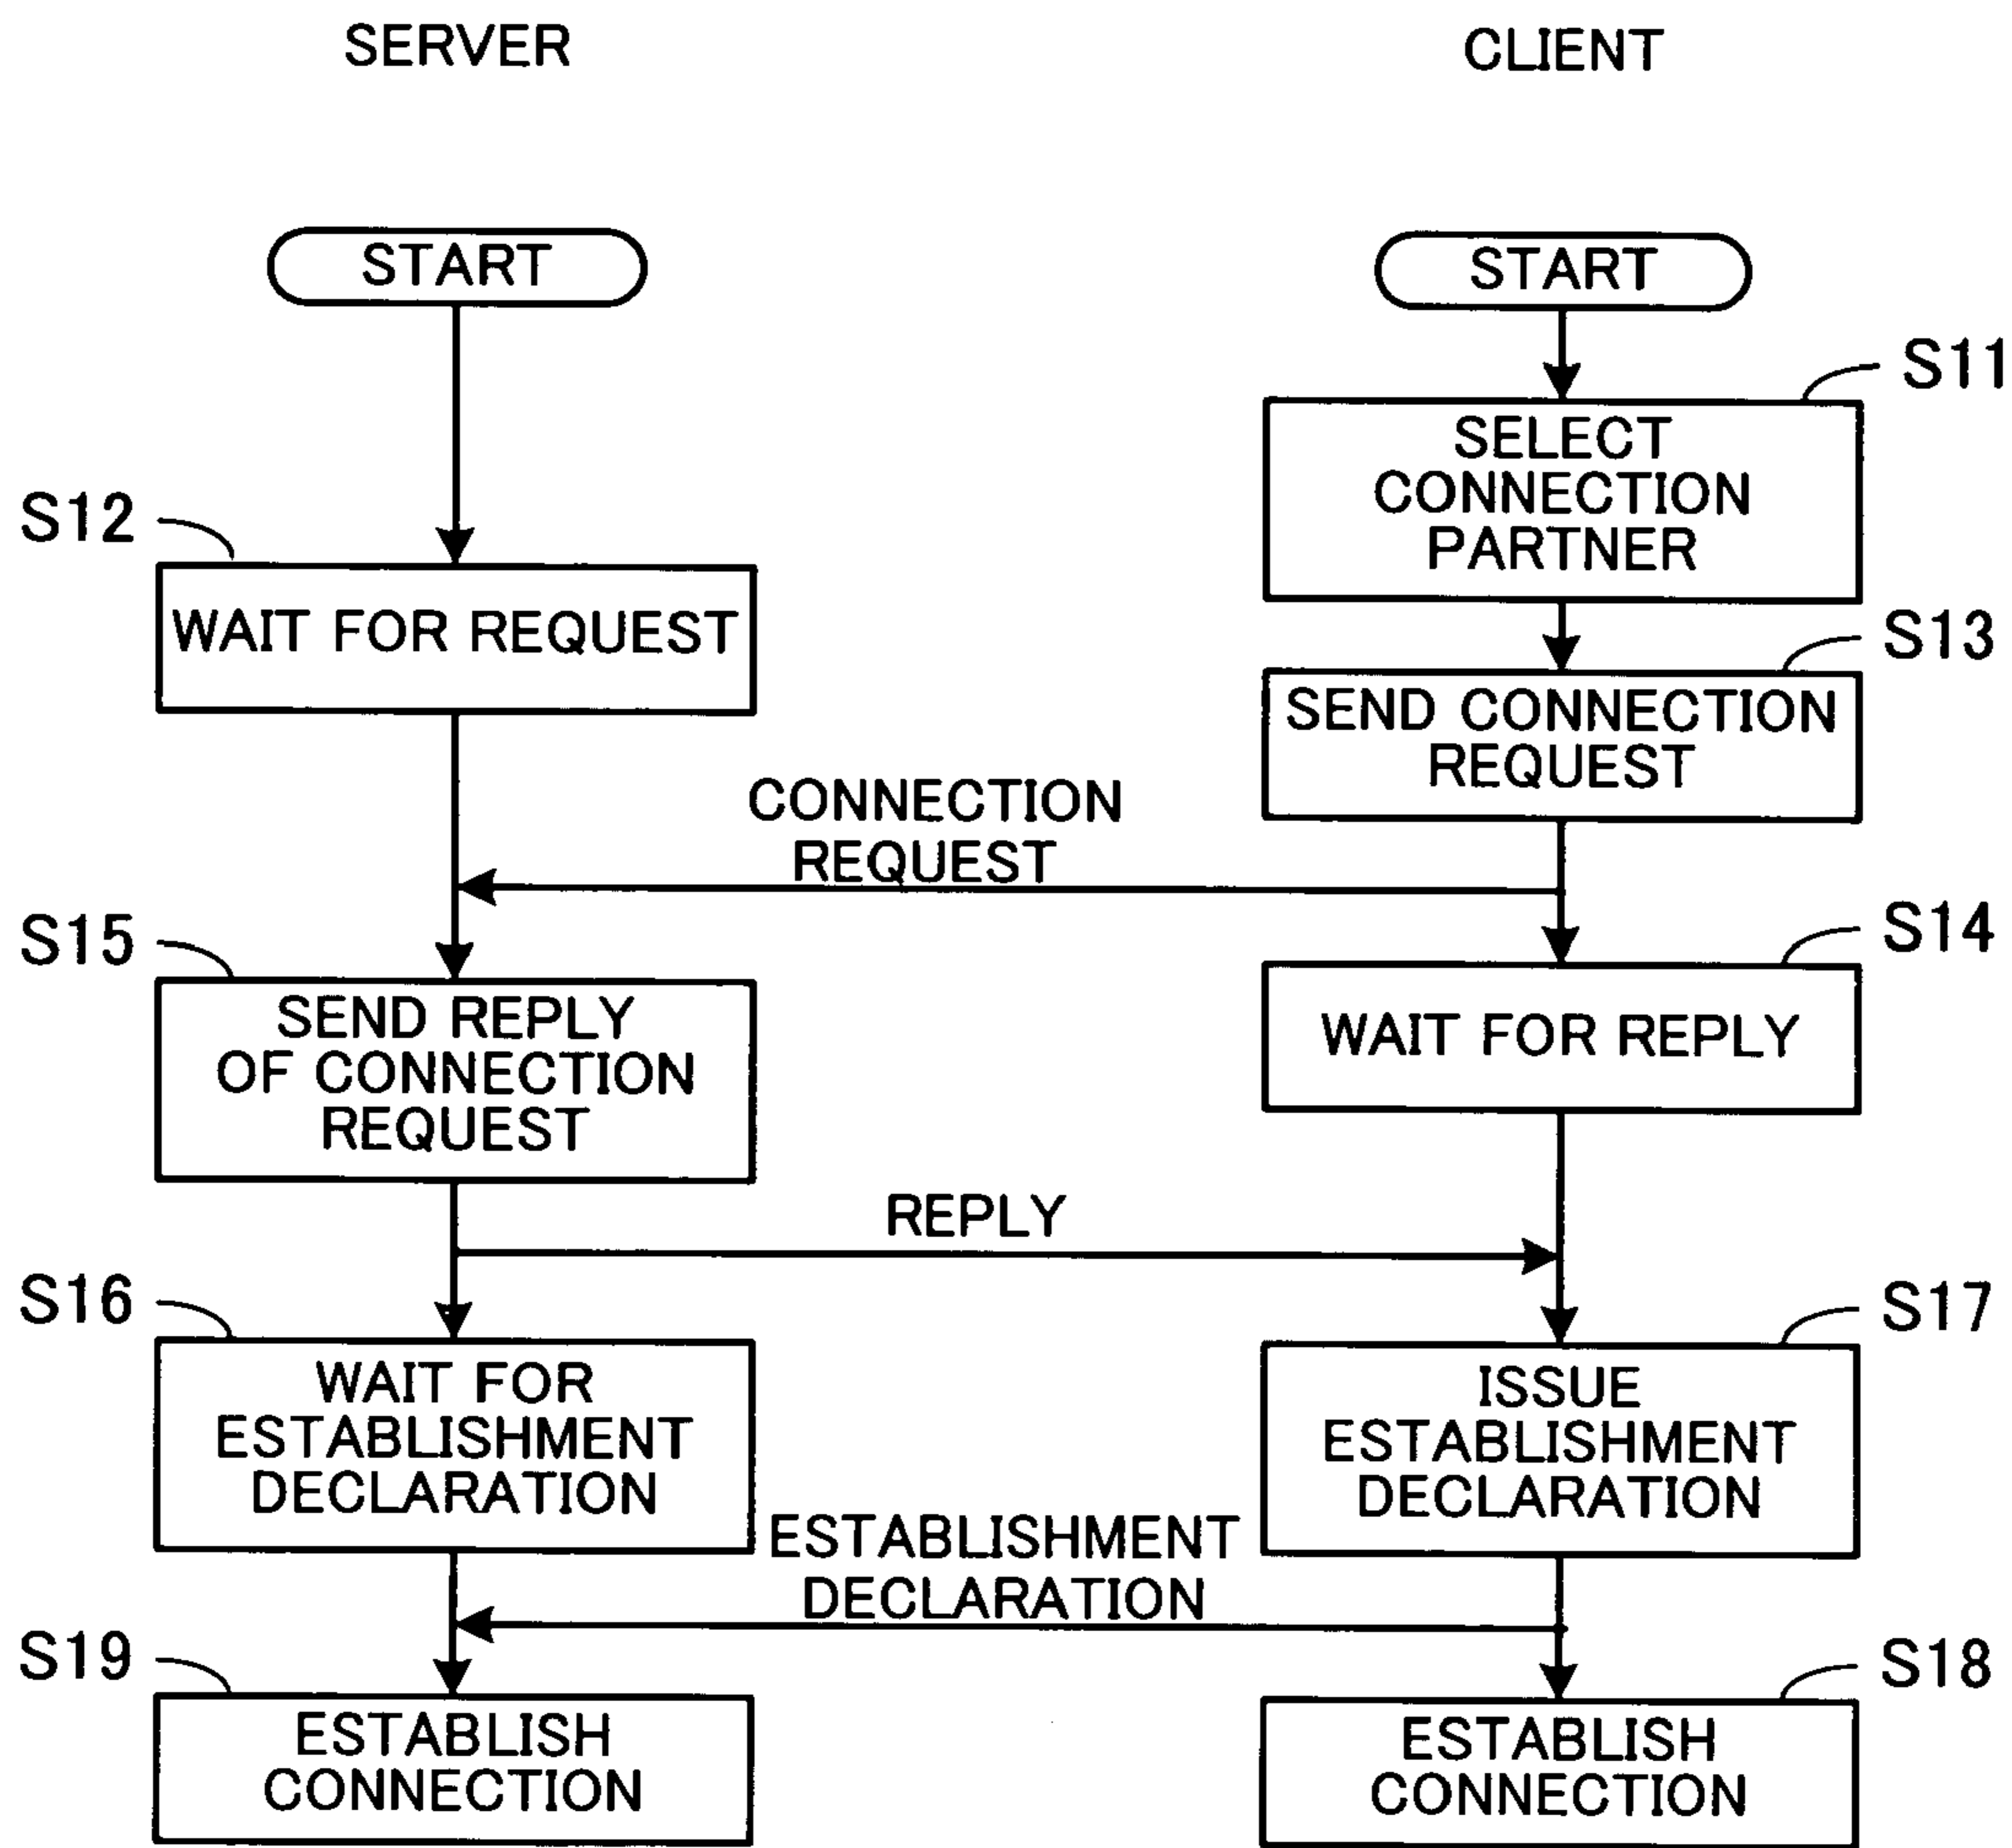 SERVER
CLIENT
START
START
S11
SELECT
CONNECTION
PARTNER
S12
WAIT FOR REQUEST
S13
SEND CONNECTION
REQUEST
CONNECTION
REQUEST
S15
SEND REPLY
OF CONNECTION
REQUEST
S14
WAIT FOR REPLY
REPLY
S16
WAIT FOR
ESTABLISHMENT
DECLARATION
S17
ISSUE
ESTABLISHMENT
DECLARATION
ESTABLISHMENT
DECLARATION
S19
ESTABLISH
CONNECTION
S18
ESTABLISH
CONNECTION